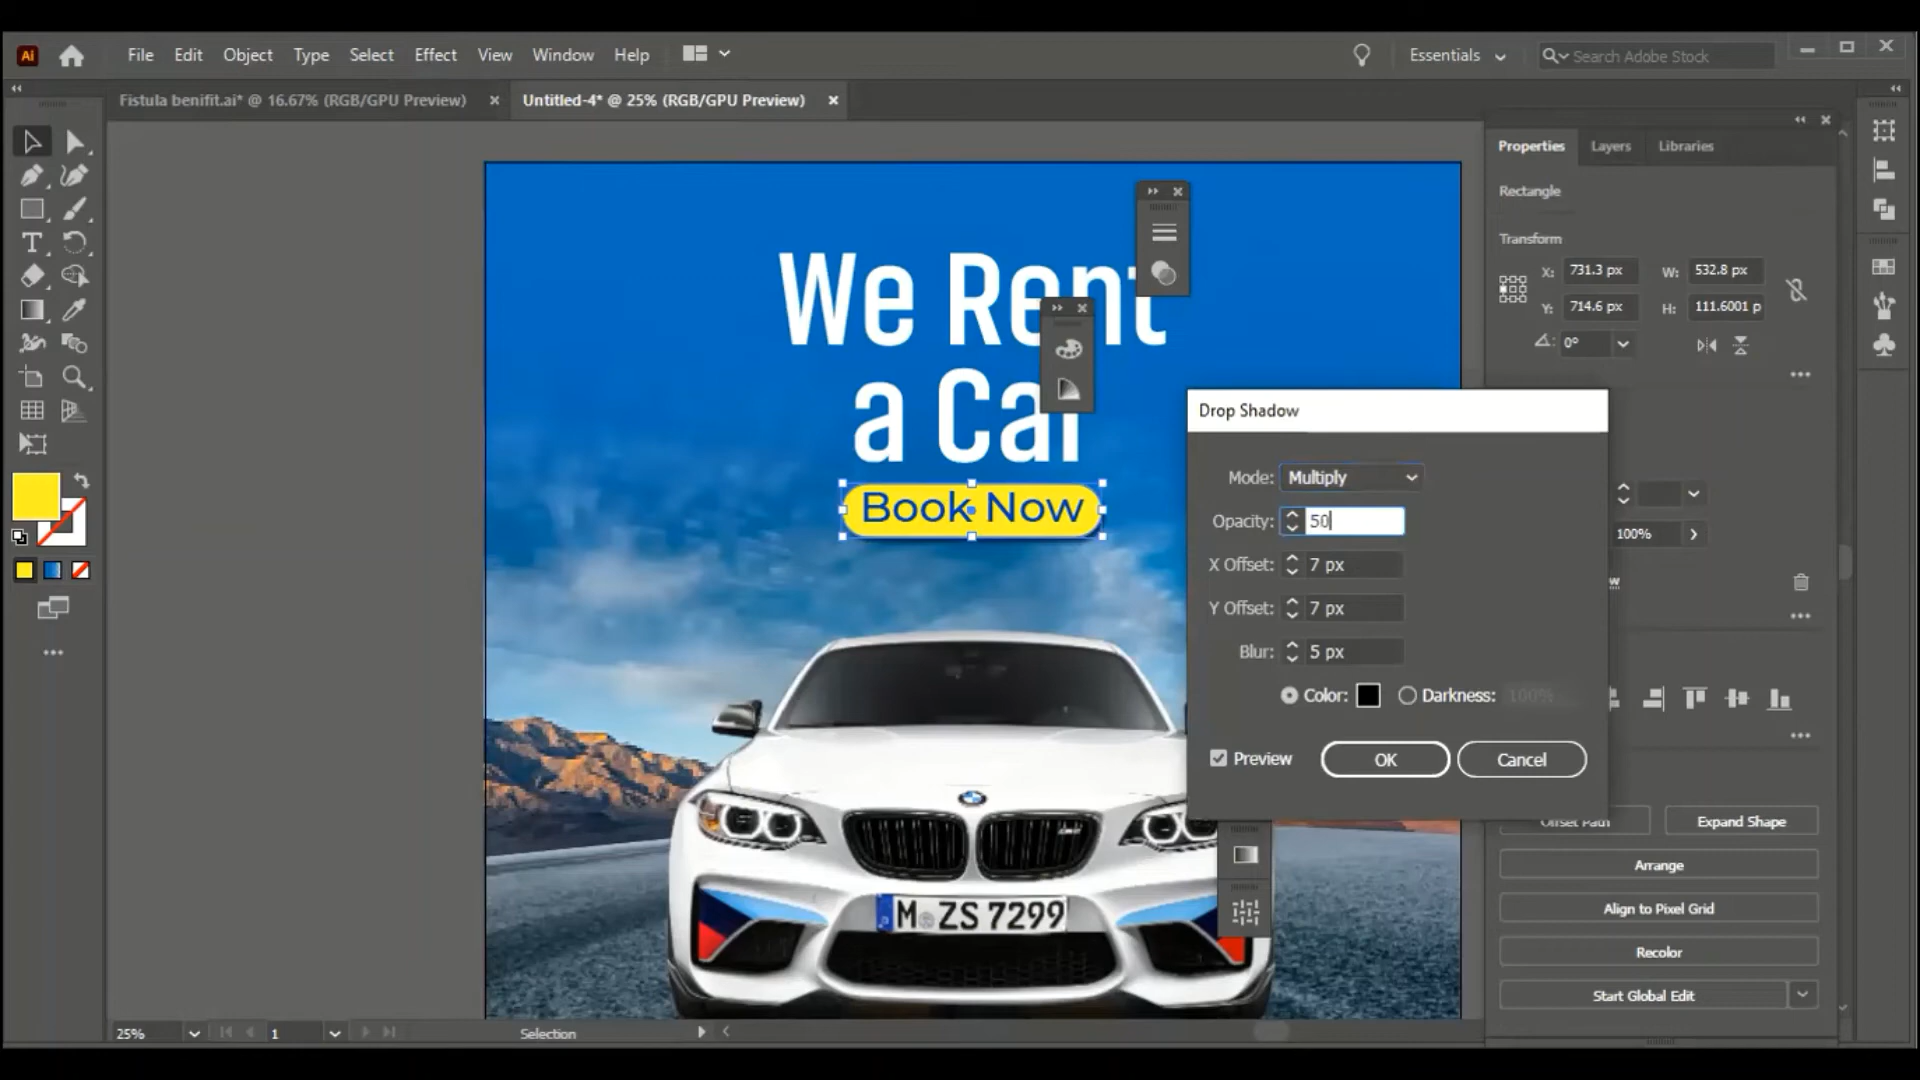 Ai File Edit Object Type Select Effect View Window Help Essentials Search Adobe Stock
Fistula benifit.ai* @ 16.67% (RGB/GPU Preview) × Untitled-4* @ 25% (RGB/GPU Preview) ×
Properties Layers Libraries
Rectangle
Transform
X: 731.3 px W: 532.8 px
Y: 714.6 px H: 111.6001 p
0°
We Rent
a Car
Book Now
Drop Shadow
Mode: Multiply
Opacity: 50
X Offset: 7 px
Y Offset: 7 px
Blur: 5 px
Color: Darkness: 100%
Preview OK Cancel
100%
Offset Path Expand Shape
Arrange
Align to Pixel Grid
Recolor
Start Global Edit
M ZS 7299
25% 1 Selection